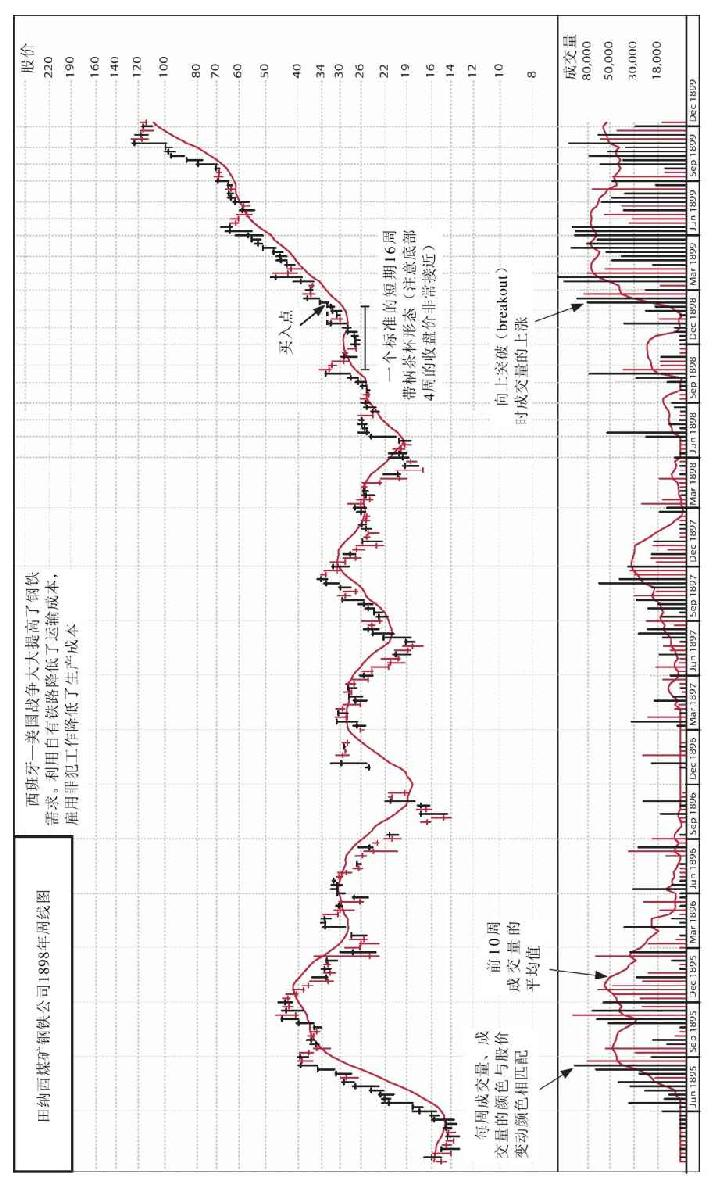 田纳西煤矿钢铁公司1898年周线图
西班牙—美国战争大大提高了钢铁
需求。利用自有铁路降低了运输成本，
雇用罪犯工作降低了生产成本
股价
220
190
160
140
120
100
80
70
60
50
40
34
30
26
22
19
16
14
12
10
8
买入点
一个标准的短期16周
带柄茶杯形态（注意底部
4周的收盘价非常接近）
每周成交量、成
交量的颜色与股价
变动颜色相匹配
前10周
成交量的
平均值
向上突破（breakout）
时成交量的上涨
成交量
80,000
50,000
30,000
18,000
Jun 1895
Sep 1895
Dec 1895
Mar 1896
Jun 1896
Sep 1896
Dec 1896
Mar 1897
Jun 1897
Sep 1897
Dec 1897
Mar 1898
Jun 1898
Sep 1898
Dec 1898
Mar 1899
Jun 1899
Sep 1899
Dec 1899